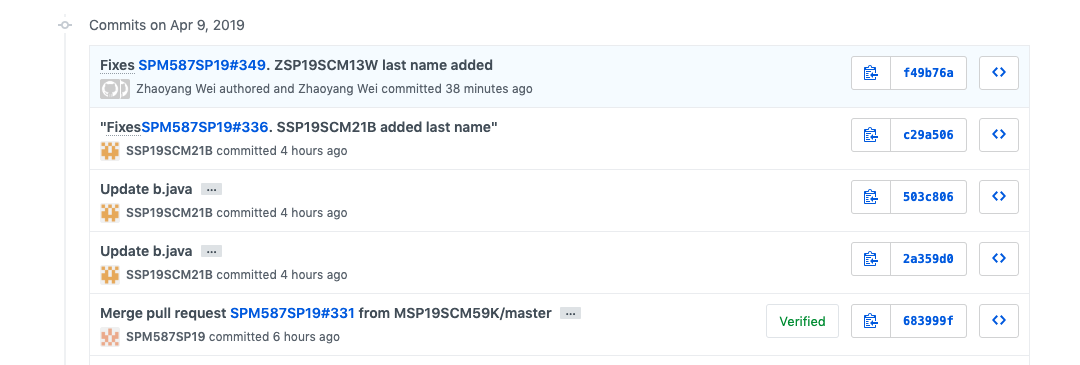 Commits on Apr 9, 2019
Fixes SPM587SP19#349. ZSP19SCM13W last name added
f49b76a
Zhaoyang Wei authored and Zhaoyang Wei committed 38 minutes ago
"FixesSPM587SP19#336. SSP19SCM21B added last name"
c29a506
SSP19SCM21B committed 4 hours ago
Update b.java ...
503c806
SSP19SCM21B committed 4 hours ago
Update b.java ...
2a359d0
SSP19SCM21B committed 4 hours ago
Merge pull request SPM587SP19#331 from MSP19SCM59K/master ...
Verified
683999f
SPM587SP19 committed 6 hours ago